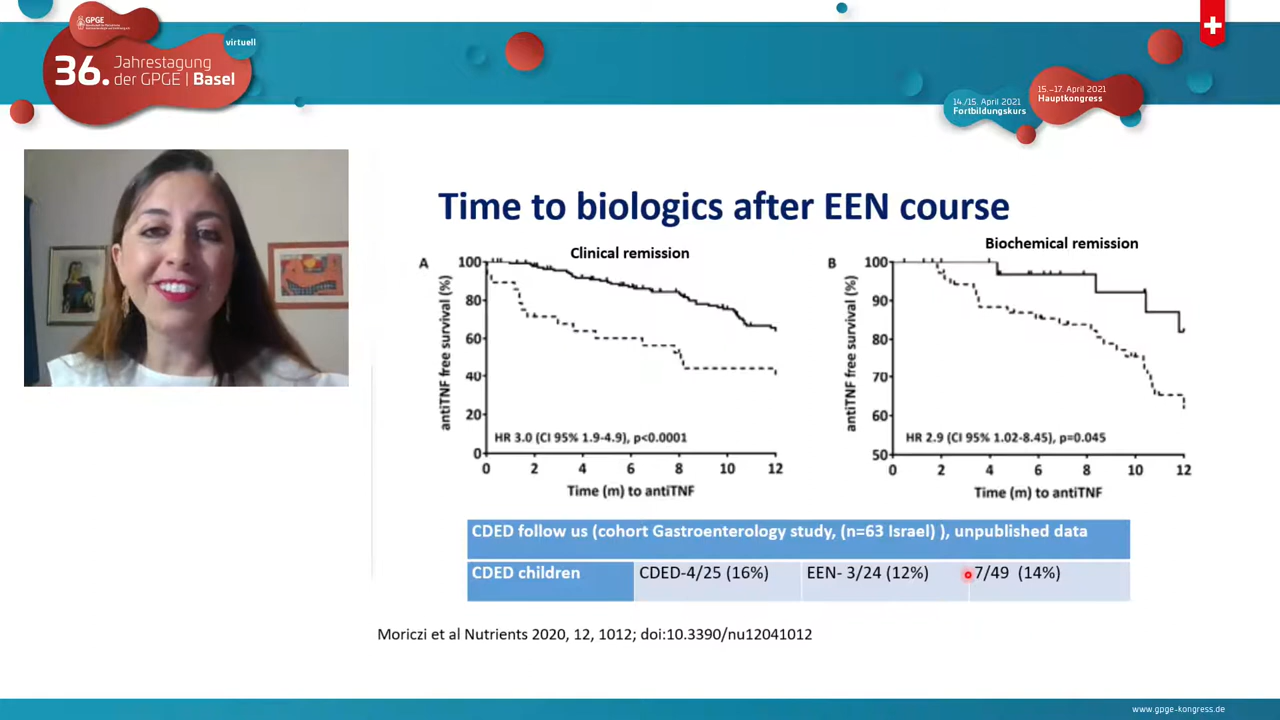 GPGE
virtuell
36. Jahrestagung
der GPGE | Basel
15.–17. April 2021
Hauptkongress
14./15. April 2021
Fortbildungskurs
Time to biologics after EEN course
Clinical remission
Biochemical remission
A
B
antiTNF free survival (%)
100
80
60
40
20
0
HR 3.0 (CI 95% 1.9-4.9), p<0.0001
0 2 4 6 8 10 12
Time (m) to antiTNF
antiTNF free survival (%)
100
90
80
70
60
50
HR 2.9 (CI 95% 1.02-8.45), p=0.045
0 2 4 6 8 10 12
Time (m) to antiTNF
CDED follow us (cohort Gastroenterology study, (n=63 Israel) ), unpublished data
CDED children CDED-4/25 (16%) EEN- 3/24 (12%) 7/49 (14%)
Moriczi et al Nutrients 2020, 12, 1012; doi:10.3390/nu12041012
www.gpge-kongress.de